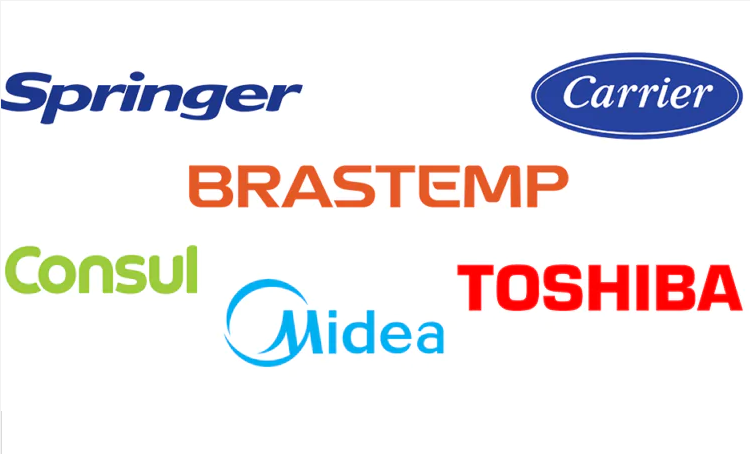 Springer
Carrier
BRASTEMP
Consul
Midea
TOSHIBA